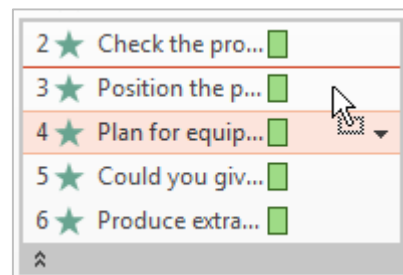 2 Check the pro...
3 Position the p...
4 Plan for equip...
5 Could you giv...
6 Produce extra...